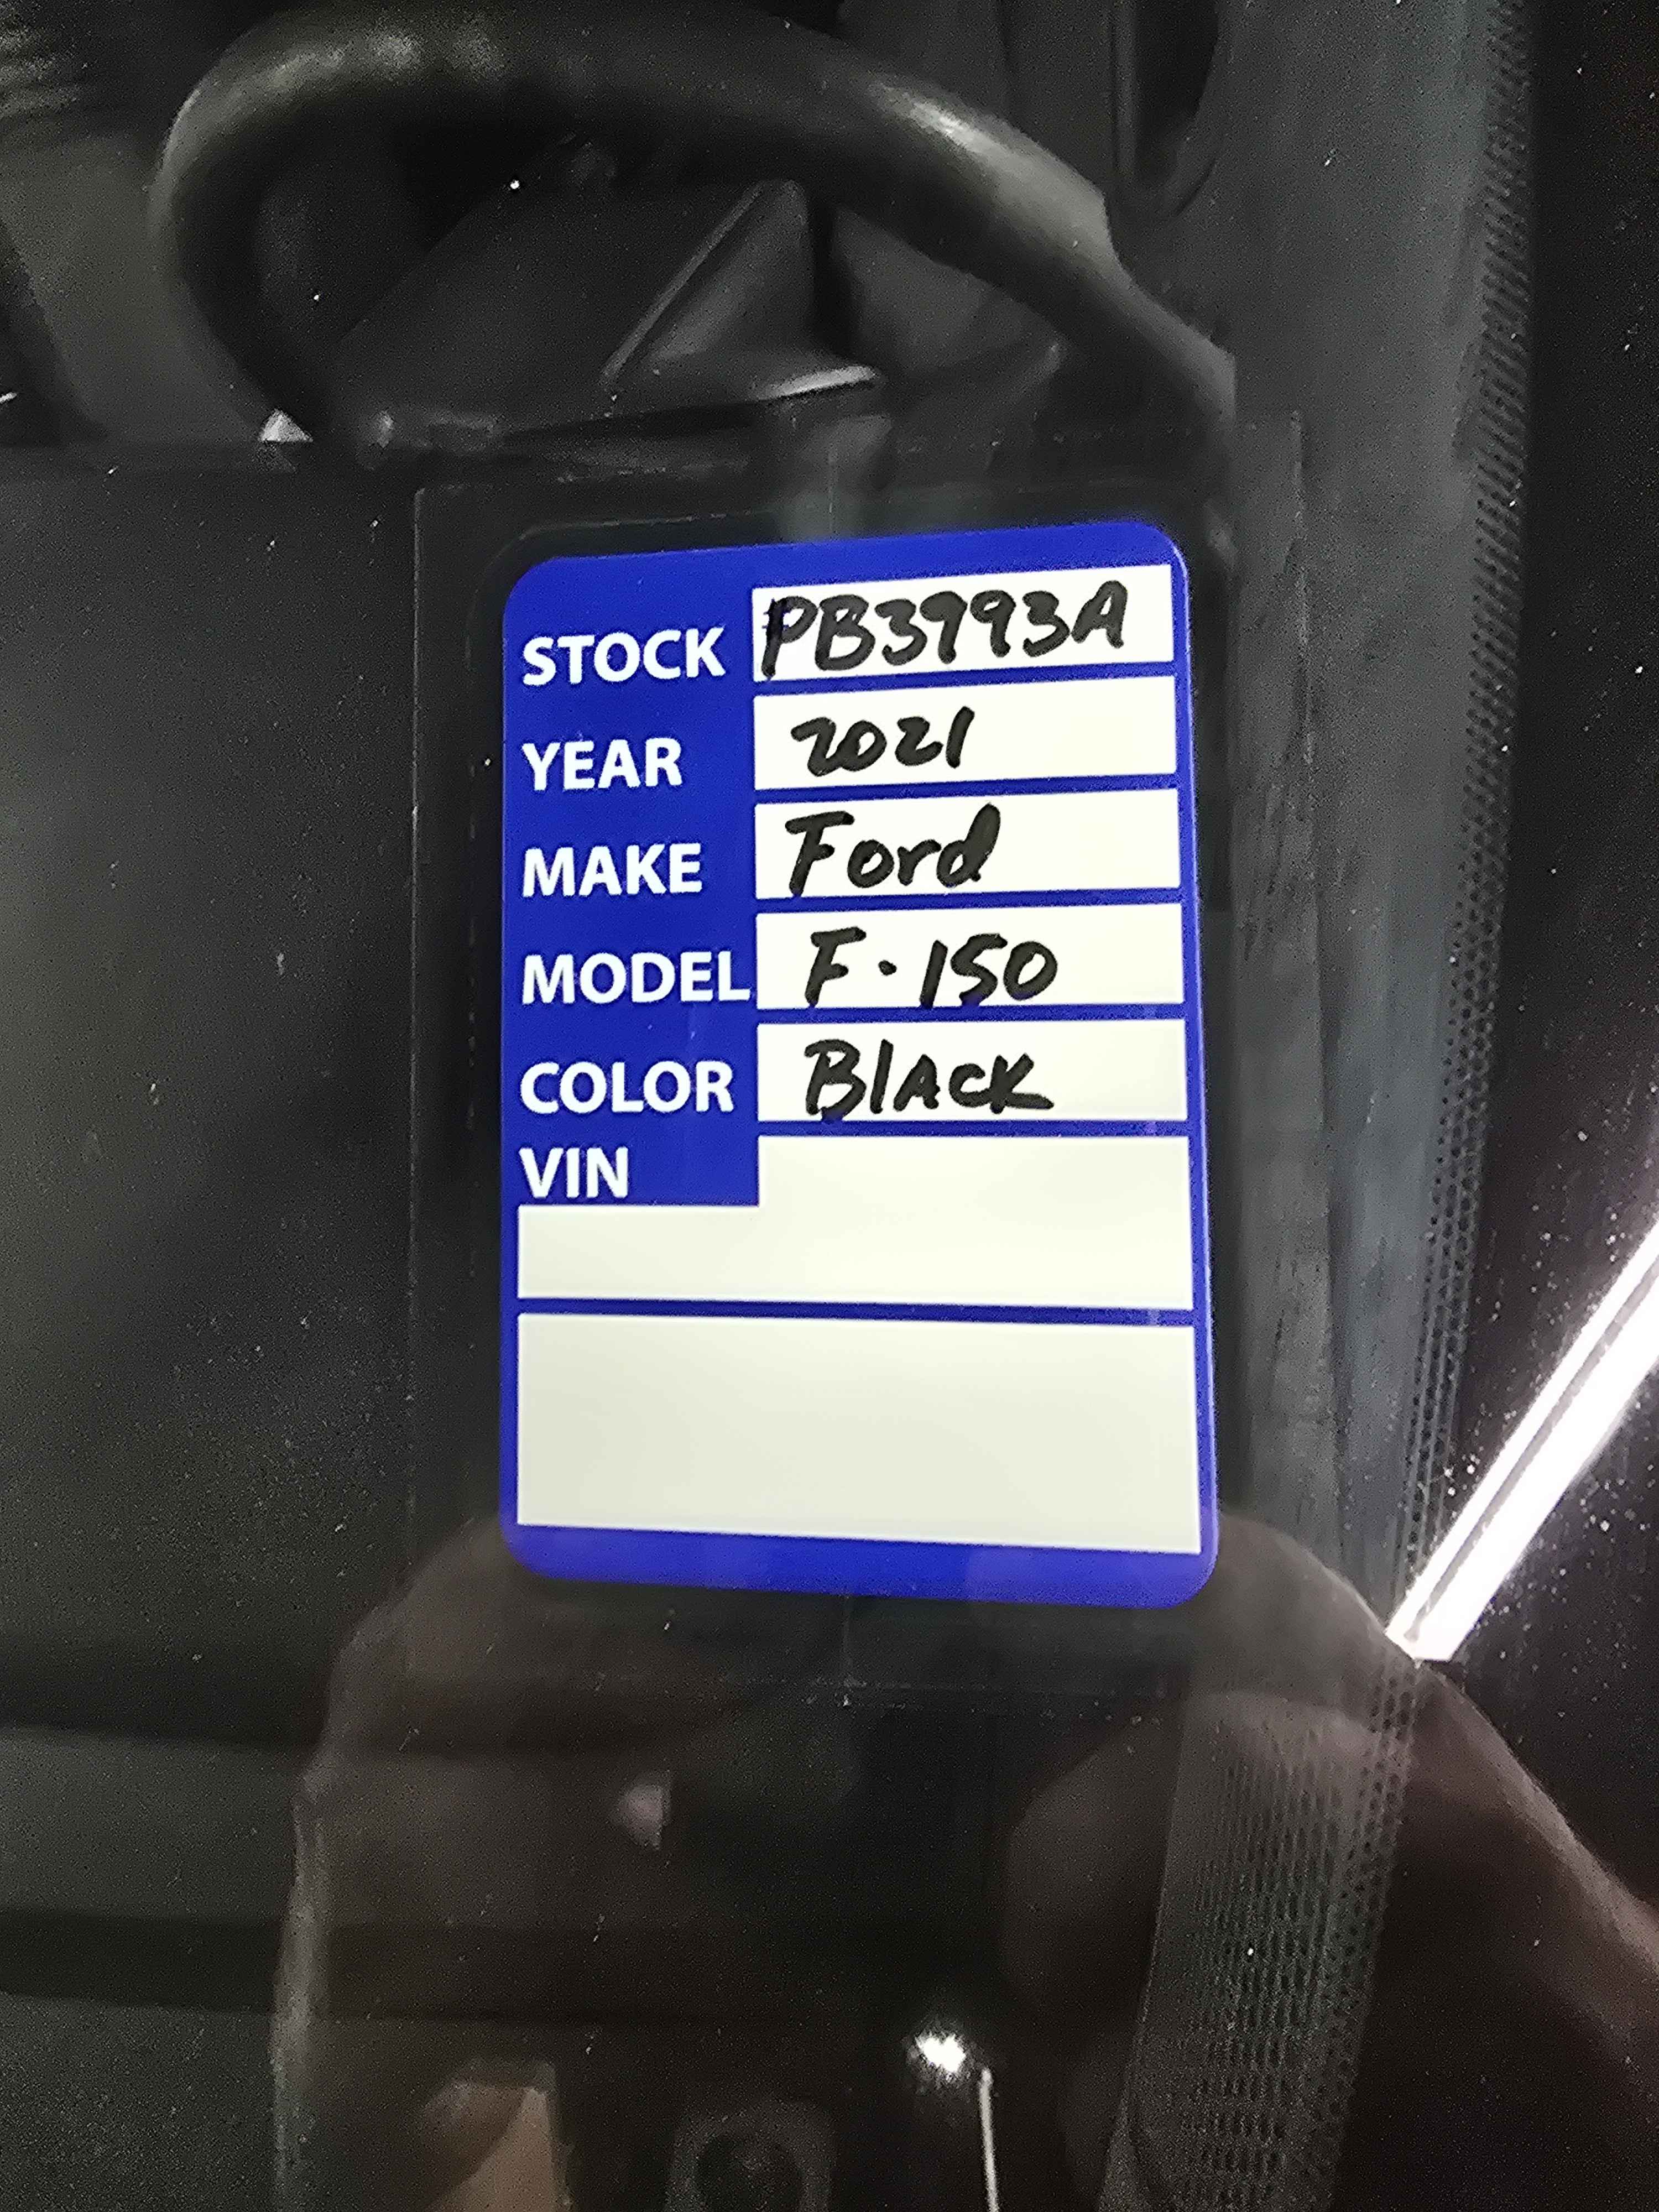 STOCK PB3993A
YEAR 2021
MAKE Ford
MODEL F-150
COLOR Black
VIN